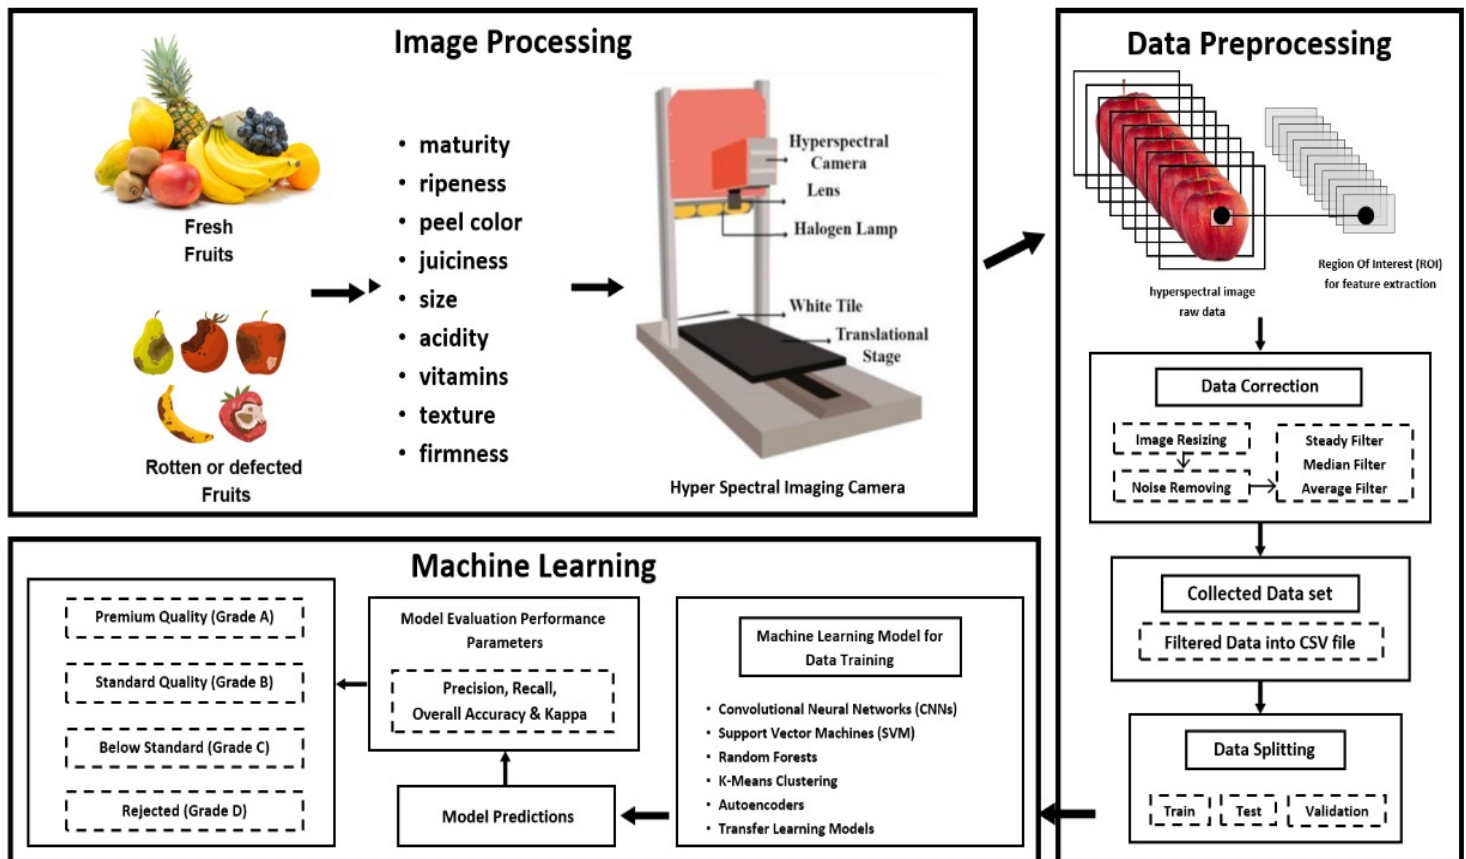 Image Processing
Fresh
Fruits
Rotten or defected
Fruits
• maturity
• ripeness
• peel color
• juiciness
• size
• acidity
• vitamins
• texture
• firmness
Hyperspectral
Camera
Lens
Halogen Lamp
White Tile
Translational
Stage
Hyper Spectral Imaging Camera
Data Preprocessing
hyperspectral image
raw data
Region Of Interest (ROI)
for feature extraction
Data Correction
Image Resizing
Noise Removing
Steady Filter
Median Filter
Average Filter
Collected Data set
Filtered Data into CSV file
Data Splitting
Train
Test
Validation
Machine Learning
Machine Learning Model for
Data Training
• Convolutional Neural Networks (CNNs)
• Support Vector Machines (SVM)
• Random Forests
• K-Means Clustering
• Autoencoders
• Transfer Learning Models
Model Predictions
Model Evaluation Performance
Parameters
Precision, Recall,
Overall Accuracy & Kappa
Premium Quality (Grade A)
Standard Quality (Grade B)
Below Standard (Grade C)
Rejected (Grade D)